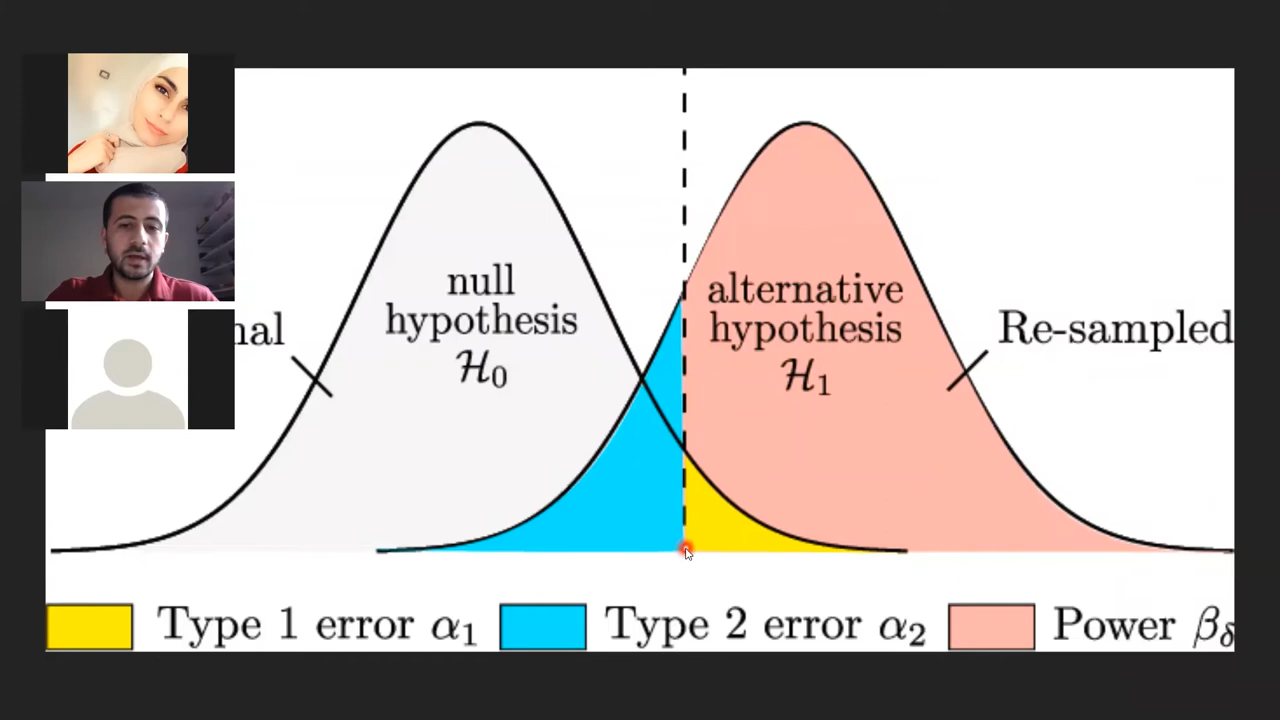 null
hypothesis
H₀
alternative
hypothesis
H₁
nal
Re-sampled
Type 1 error α₁
Type 2 error α₂
Power βδ